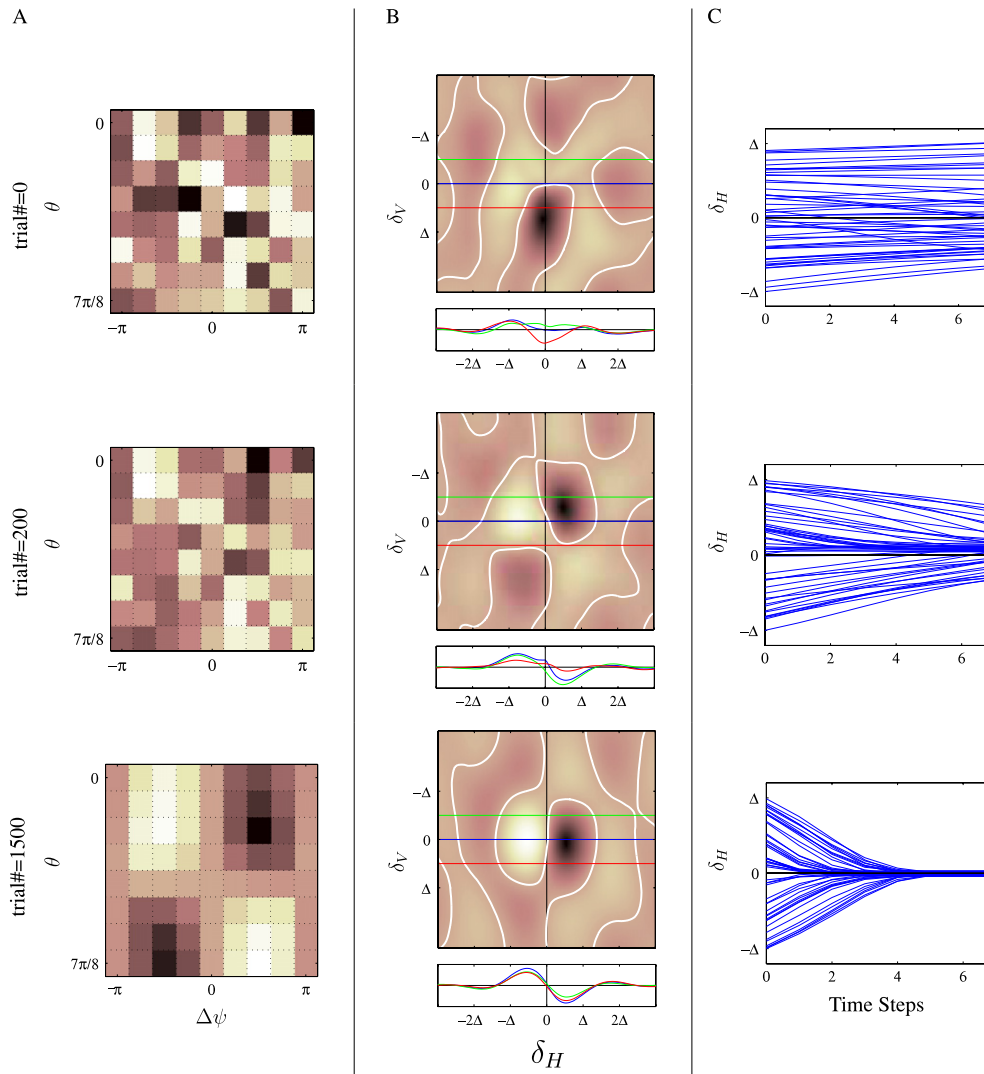 A
B
C
trial#=0
θ
0
7π/8
−π
0
π
δ_V
−Δ
0
Δ
−2Δ
−Δ
0
Δ
2Δ
δ_H
Δ
0
−Δ
0
2
4
6
trial#=200
θ
0
7π/8
−π
0
π
δ_V
−Δ
0
Δ
−2Δ
−Δ
0
Δ
2Δ
δ_H
Δ
0
−Δ
0
2
4
6
trial#=1500
θ
0
7π/8
−π
0
π
Δψ
δ_V
−Δ
0
Δ
−2Δ
−Δ
0
Δ
2Δ
δ_H
δ_H
Δ
0
−Δ
0
2
4
6
Time Steps